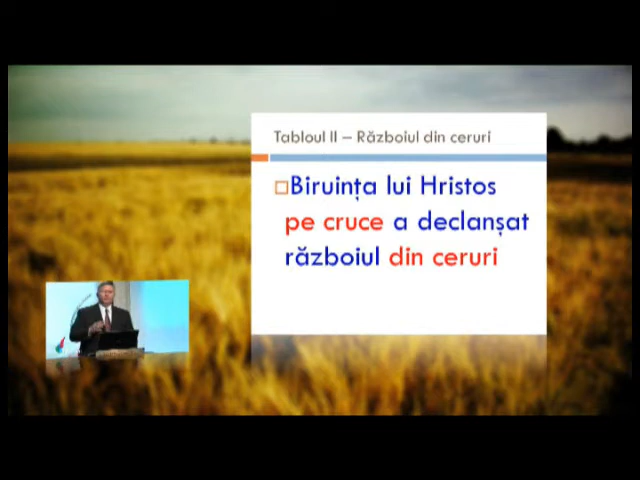 Tabloul II – Războiul din ceruri
Biruința lui Hristos
pe cruce a declanșat
războiul din ceruri